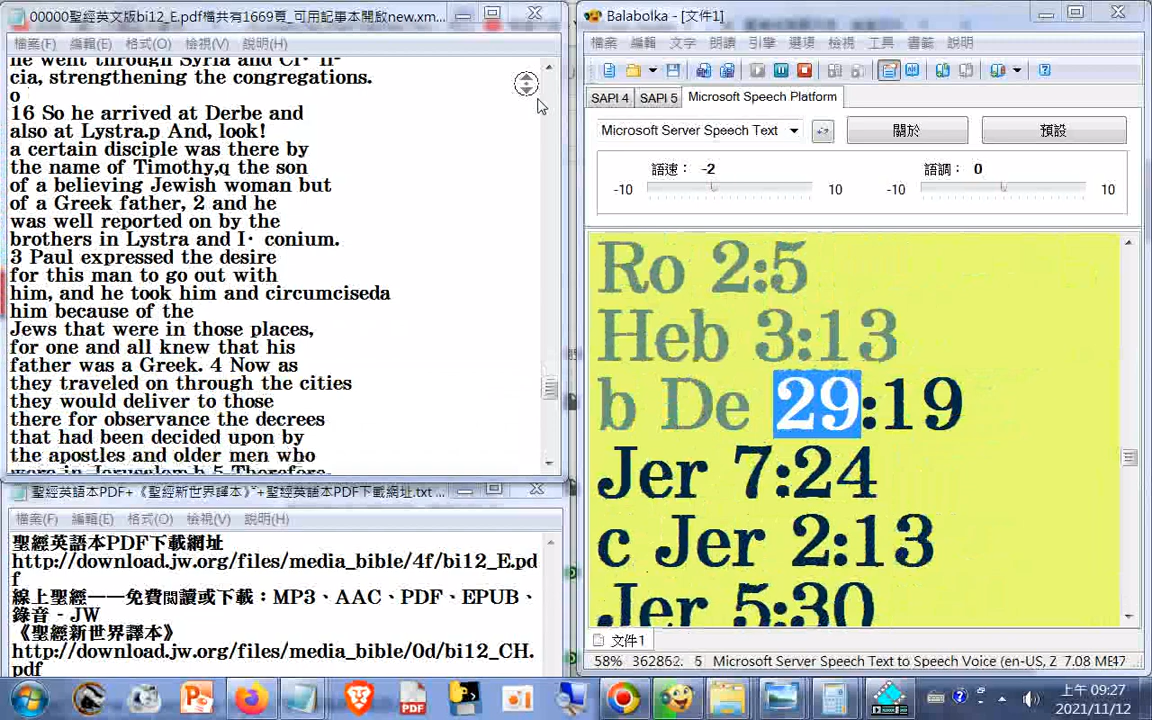 00000聖經英文版bi12_E.pdf檔共有1669頁_可用記事本開啟new.xm...
檔案(F) 編輯(E) 格式(O) 檢視(V) 說明(H)
he went through Syria and Ci· li-
cia, strengthening the congregations.
o
16 So he arrived at Derbe and
also at Lystra.p And, look!
a certain disciple was there by
the name of Timothy,q the son
of a believing Jewish woman but
of a Greek father, 2 and he
was well reported on by the
brothers in Lystra and I· conium.
3 Paul expressed the desire
for this man to go out with
him, and he took him and circumciseda
him because of the
Jews that were in those places,
for one and all knew that his
father was a Greek. 4 Now as
they traveled on through the cities
they would deliver to those
there for observance the decrees
that had been decided upon by
the apostles and older men who
were in Jerusalem.b 5 Therefore,
聖經英語本PDF+《聖經新世界譯本》+聖經英語本PDF下載網址.txt ...
檔案(F) 編輯(E) 格式(O) 檢視(V) 說明(H)
聖經英語本PDF下載網址
http://download.jw.org/files/media_bible/4f/bi12_E.pd
f
線上聖經——免費閱讀或下載：MP3、AAC、PDF、EPUB、
錄音 - JW
《聖經新世界譯本》
http://download.jw.org/files/media_bible/0d/bi12_CH.
pdf
Balabolka - [文件1]
檔案 編輯 文字 朗讀 引擎 選項 檢視 工具 書籤 說明
SAPI 4 SAPI 5 Microsoft Speech Platform
Microsoft Server Speech Text 關於 預設
語速： -2 語調： 0
-10 10 -10 10
Ro 2:5
Heb 3:13
b De 29:19
Jer 7:24
c Jer 2:13
Jer 5:30
文件1
58% 362862. 5 Microsoft Server Speech Text to Speech Voice (en-US, Z 7.08 ME47
上午 09:27
2021/11/12